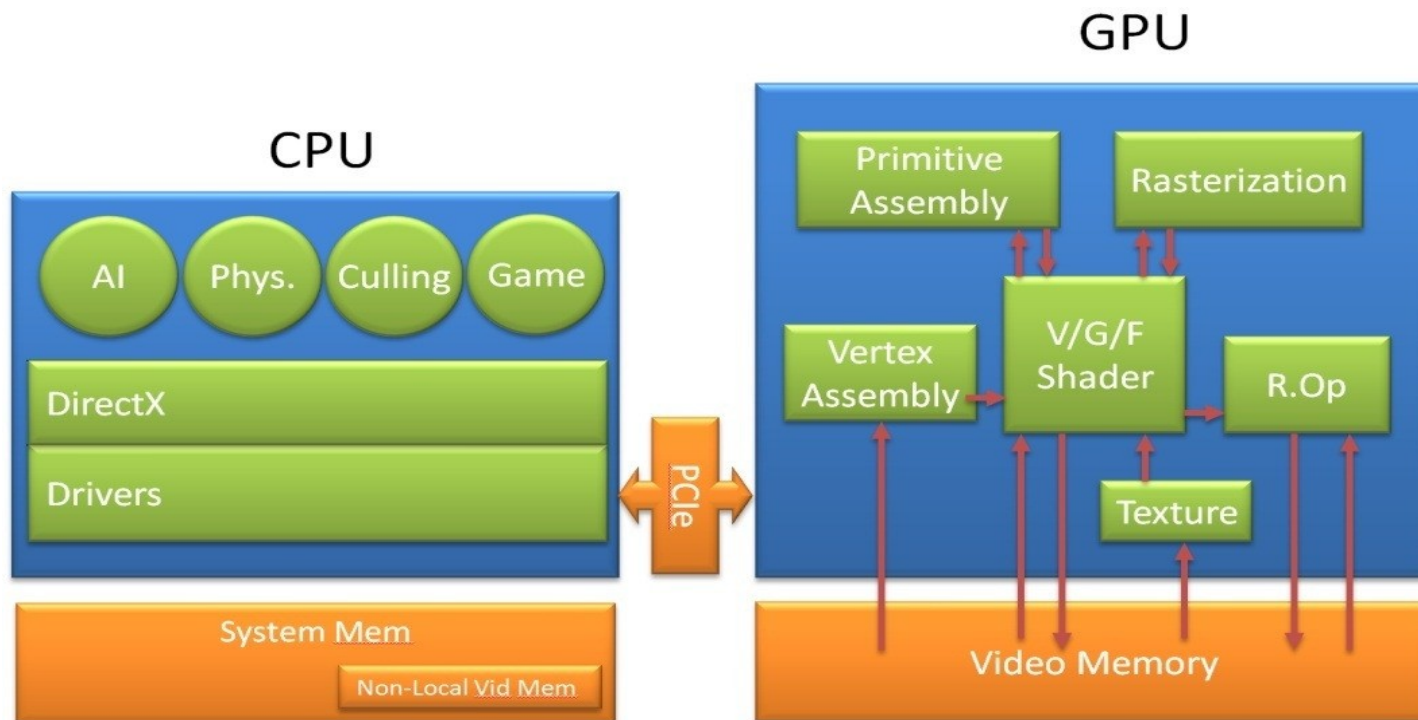 GPU
CPU
AI
Phys.
Culling
Game
DirectX
Drivers
PCIe
System Mem
Non-Local Vid Mem
Primitive
Assembly
Rasterization
Vertex
Assembly
V/G/F
Shader
R.Op
Texture
Video Memory